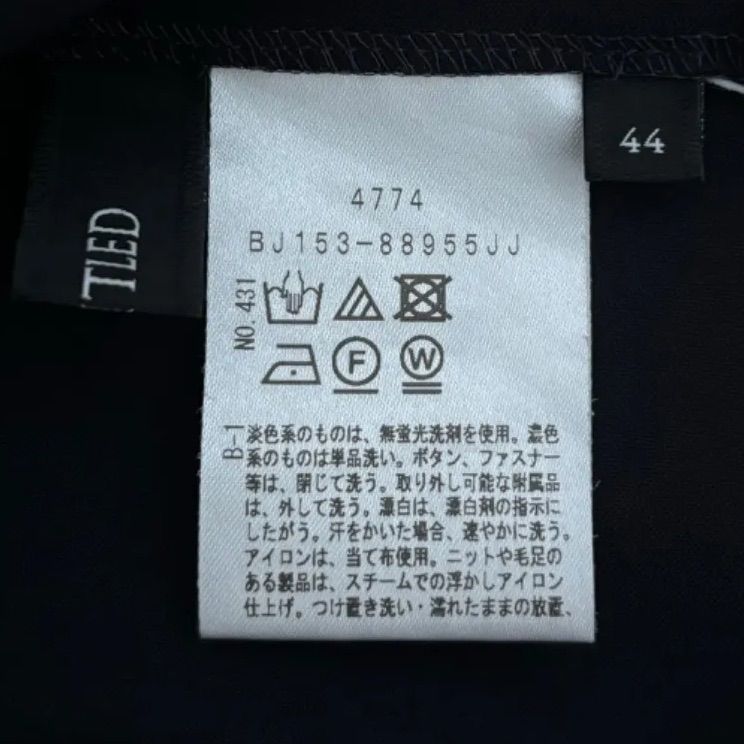 44
TLED
4774
BJ153-88955JJ
NO.431
F
W
B-1
淡色系のものは、無蛍光洗剤を使用。濃色
系のものは単品洗い。ボタン、ファスナー
等は、閉じて洗う。取り外し可能な附属品
は、外して洗う。漂白は、漂白剤の指示に
したがう。汗をかいた場合、速やかに洗う。
アイロンは、当て布使用。ニットや毛足の
ある製品は、スチームでの浮かしアイロン
仕上げ。つけ置き洗い・濡れたままの放置、